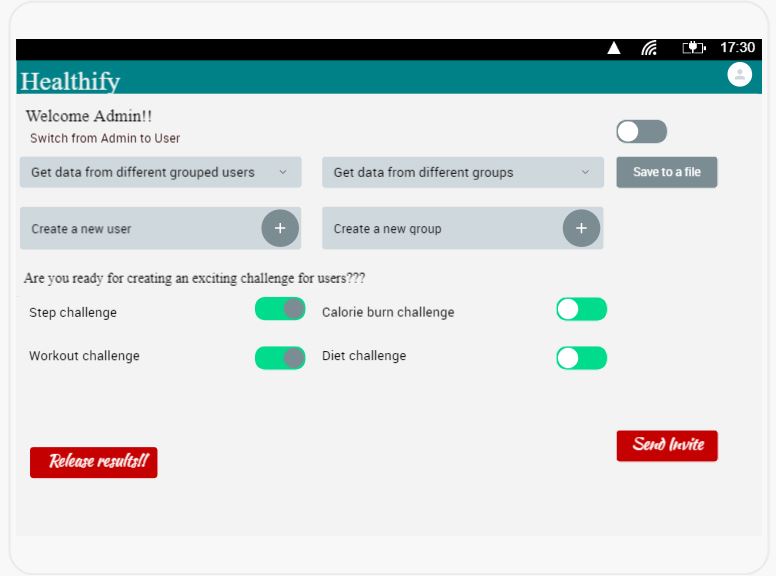 17:30
Healthify
Welcome Admin!!
Switch from Admin to User
Get data from different grouped users
Get data from different groups
Save to a file
Create a new user
Create a new group
Are you ready for creating an exciting challenge for users???
Step challenge
Calorie burn challenge
Workout challenge
Diet challenge
Send Invite
Release results!!